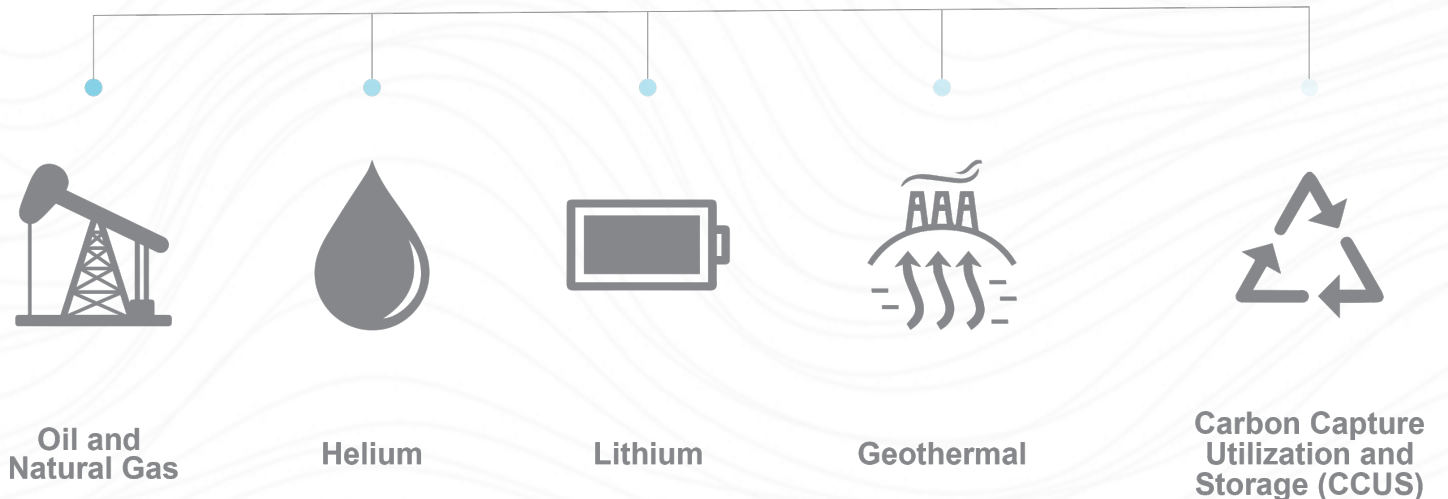 Oil and
Natural Gas
Helium
Lithium
Geothermal
Carbon Capture
Utilization and
Storage (CCUS)